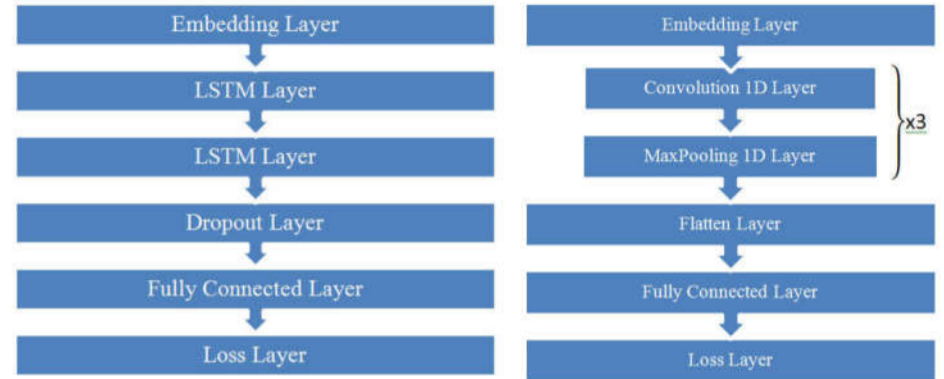 Embedding Layer
LSTM Layer
LSTM Layer
Dropout Layer
Fully Connected Layer
Loss Layer
Embedding Layer
Convolution 1D Layer
MaxPooling 1D Layer
x3
Flatten Layer
Fully Connected Layer
Loss Layer